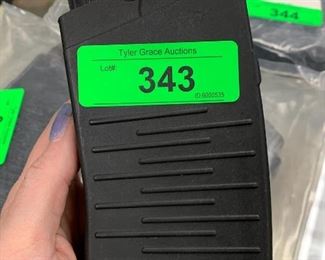 344
Tyler Grace Auctions
Lot#:
343
ID:6000535